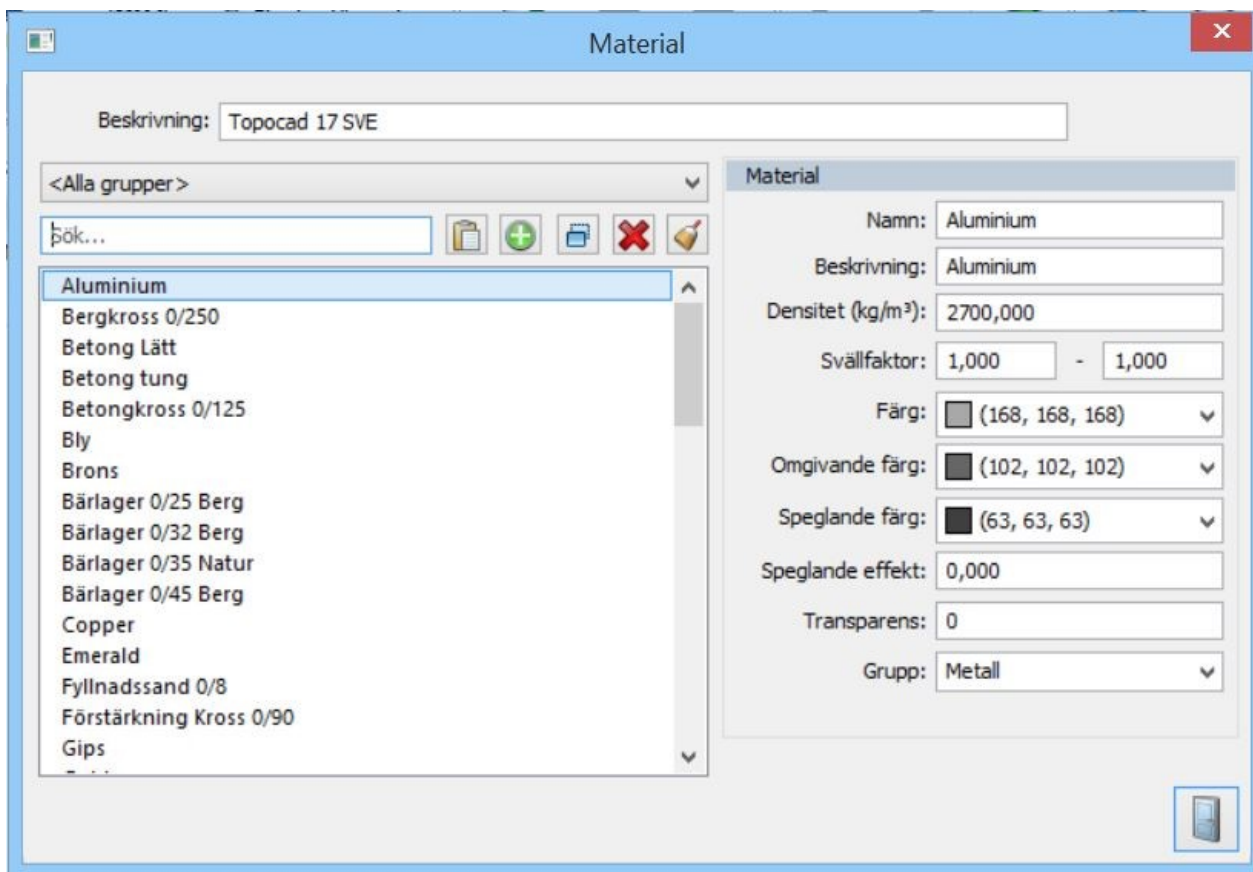 Material
Beskrivning: Topocad 17 SVE
<Alla grupper>
Sök...
Aluminium
Bergkross 0/250
Betong Lätt
Betong tung
Betongkross 0/125
Bly
Brons
Bärlager 0/25 Berg
Bärlager 0/32 Berg
Bärlager 0/35 Natur
Bärlager 0/45 Berg
Copper
Emerald
Fyllnadssand 0/8
Förstärkning Kross 0/90
Gips
Material
Namn: Aluminium
Beskrivning: Aluminium
Densitet (kg/m³): 2700,000
Svällfaktor: 1,000 - 1,000
Färg: (168, 168, 168)
Omgivande färg: (102, 102, 102)
Speglande färg: (63, 63, 63)
Speglande effekt: 0,000
Transparens: 0
Grupp: Metall